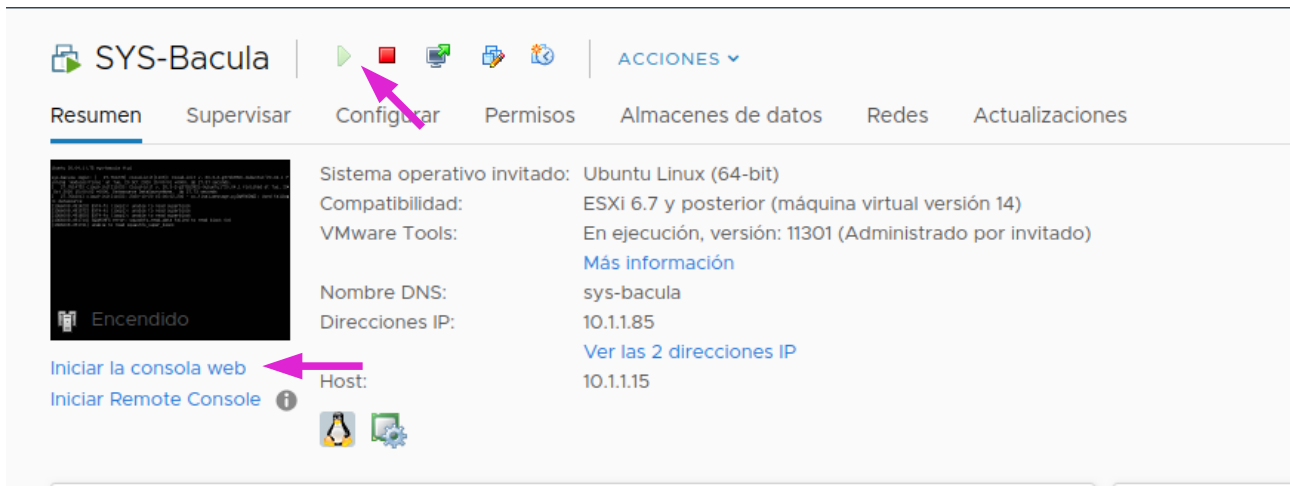 SYS-Bacula
ACCIONES
Resumen Supervisar Configurar Permisos Almacenes de datos Redes Actualizaciones
Sistema operativo invitado: Ubuntu Linux (64-bit)
Compatibilidad: ESXi 6.7 y posterior (máquina virtual versión 14)
VMware Tools: En ejecución, versión: 11301 (Administrado por invitado)
Más información
Nombre DNS: sys-bacula
Encendido
Direcciones IP: 10.1.1.85
Ver las 2 direcciones IP
Iniciar la consola web
Host: 10.1.1.15
Iniciar Remote Console